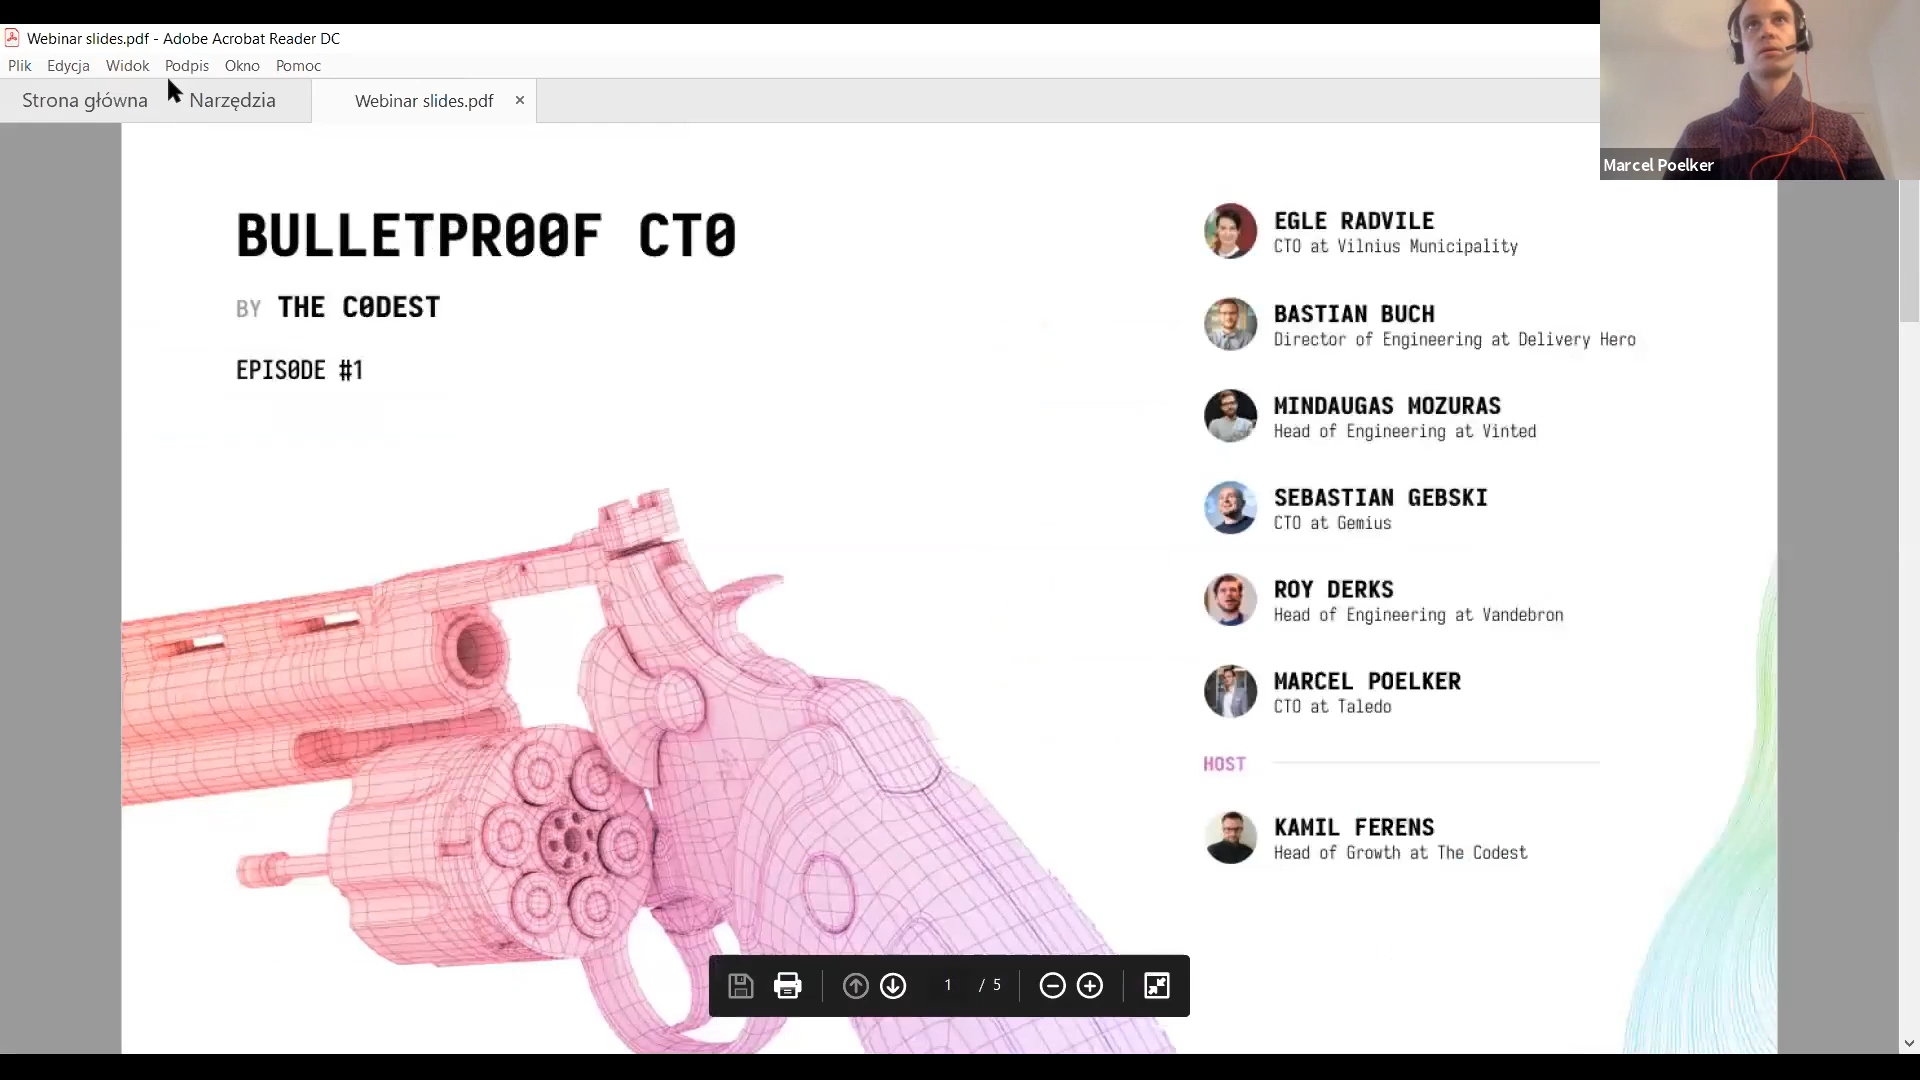 Webinar slides.pdf - Adobe Acrobat Reader DC
Plik Edycja Widok Podpis Okno Pomoc
Strona główna Narzędzia Webinar slides.pdf ×
Marcel Poelker
BULLETPR00F CT0
BY THE C0DEST
EPIS0DE #1
EGLE RADVILE
CTO at Vilnius Municipality
BASTIAN BUCH
Director of Engineering at Delivery Hero
MINDAUGAS MOZURAS
Head of Engineering at Vinted
SEBASTIAN GEBSKI
CTO at Gemius
ROY DERKS
Head of Engineering at Vandebron
MARCEL POELKER
CTO at Taledo
HOST
KAMIL FERENS
Head of Growth at The Codest
1 / 5